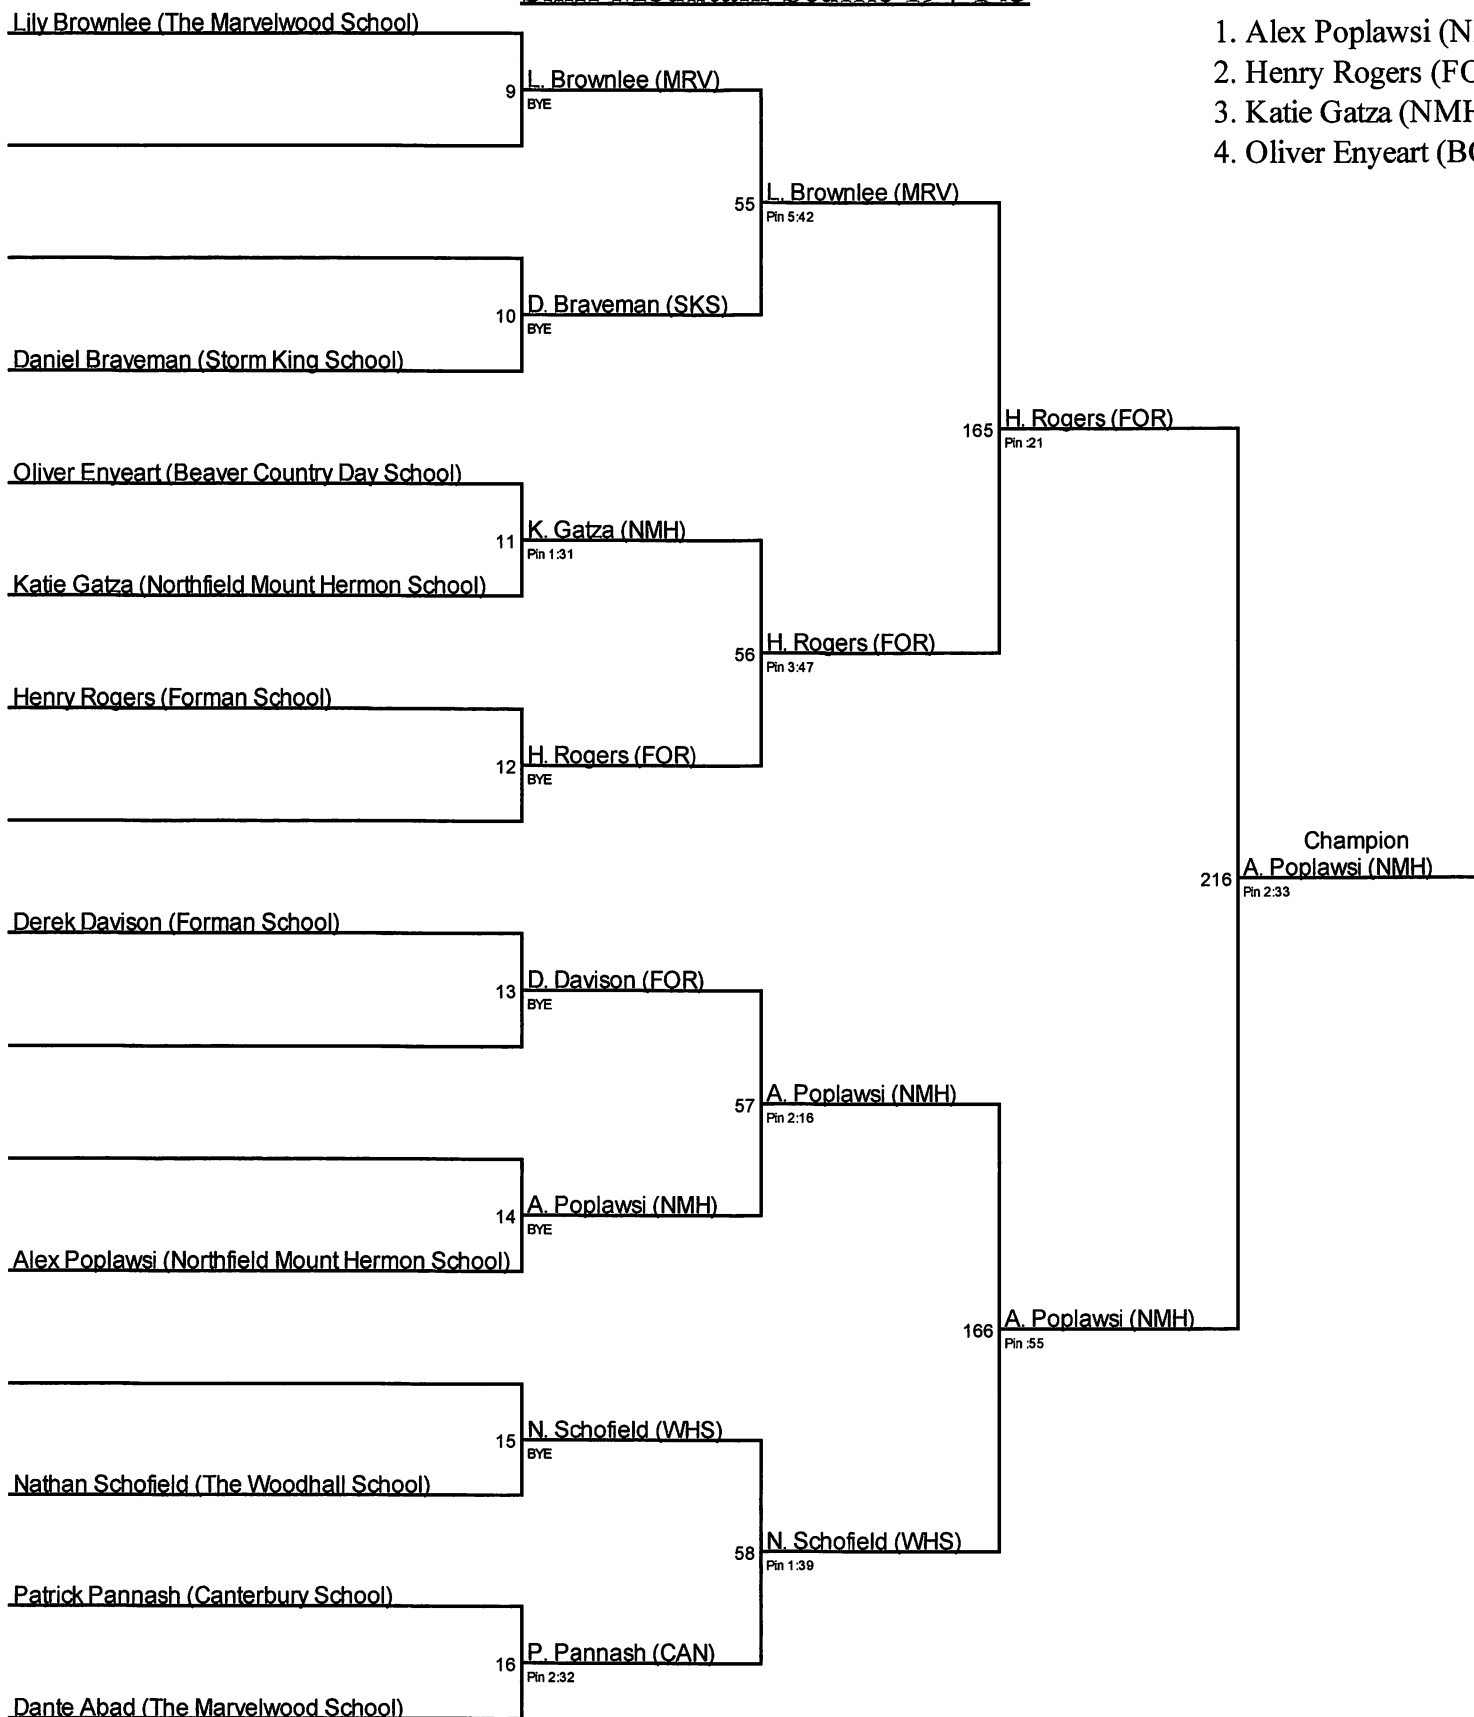 Lily Brownlee (The Marvelwood School)
1. Alex Poplawsi (N
2. Henry Rogers (FO
3. Katie Gatza (NMH
4. Oliver Enyeart (BC
9 L. Brownlee (MRV)
BYE
55 L. Brownlee (MRV)
Pin 5:42
10 D. Braveman (SKS)
BYE
Daniel Braveman (Storm King School)
165 H. Rogers (FOR)
Pin :21
Oliver Enyeart (Beaver Country Day School)
11 K. Gatza (NMH)
Pin 1:31
Katie Gatza (Northfield Mount Hermon School)
56 H. Rogers (FOR)
Pin 3:47
Henry Rogers (Forman School)
12 H. Rogers (FOR)
BYE
Champion
216 A. Poplawsi (NMH)
Pin 2:33
Derek Davison (Forman School)
13 D. Davison (FOR)
BYE
57 A. Poplawsi (NMH)
Pin 2:16
14 A. Poplawsi (NMH)
BYE
Alex Poplawsi (Northfield Mount Hermon School)
166 A. Poplawsi (NMH)
Pin :55
15 N. Schofield (WHS)
BYE
Nathan Schofield (The Woodhall School)
58 N. Schofield (WHS)
Pin 1:39
Patrick Pannash (Canterbury School)
16 P. Pannash (CAN)
Pin 2:32
Dante Abad (The Marvelwood School)